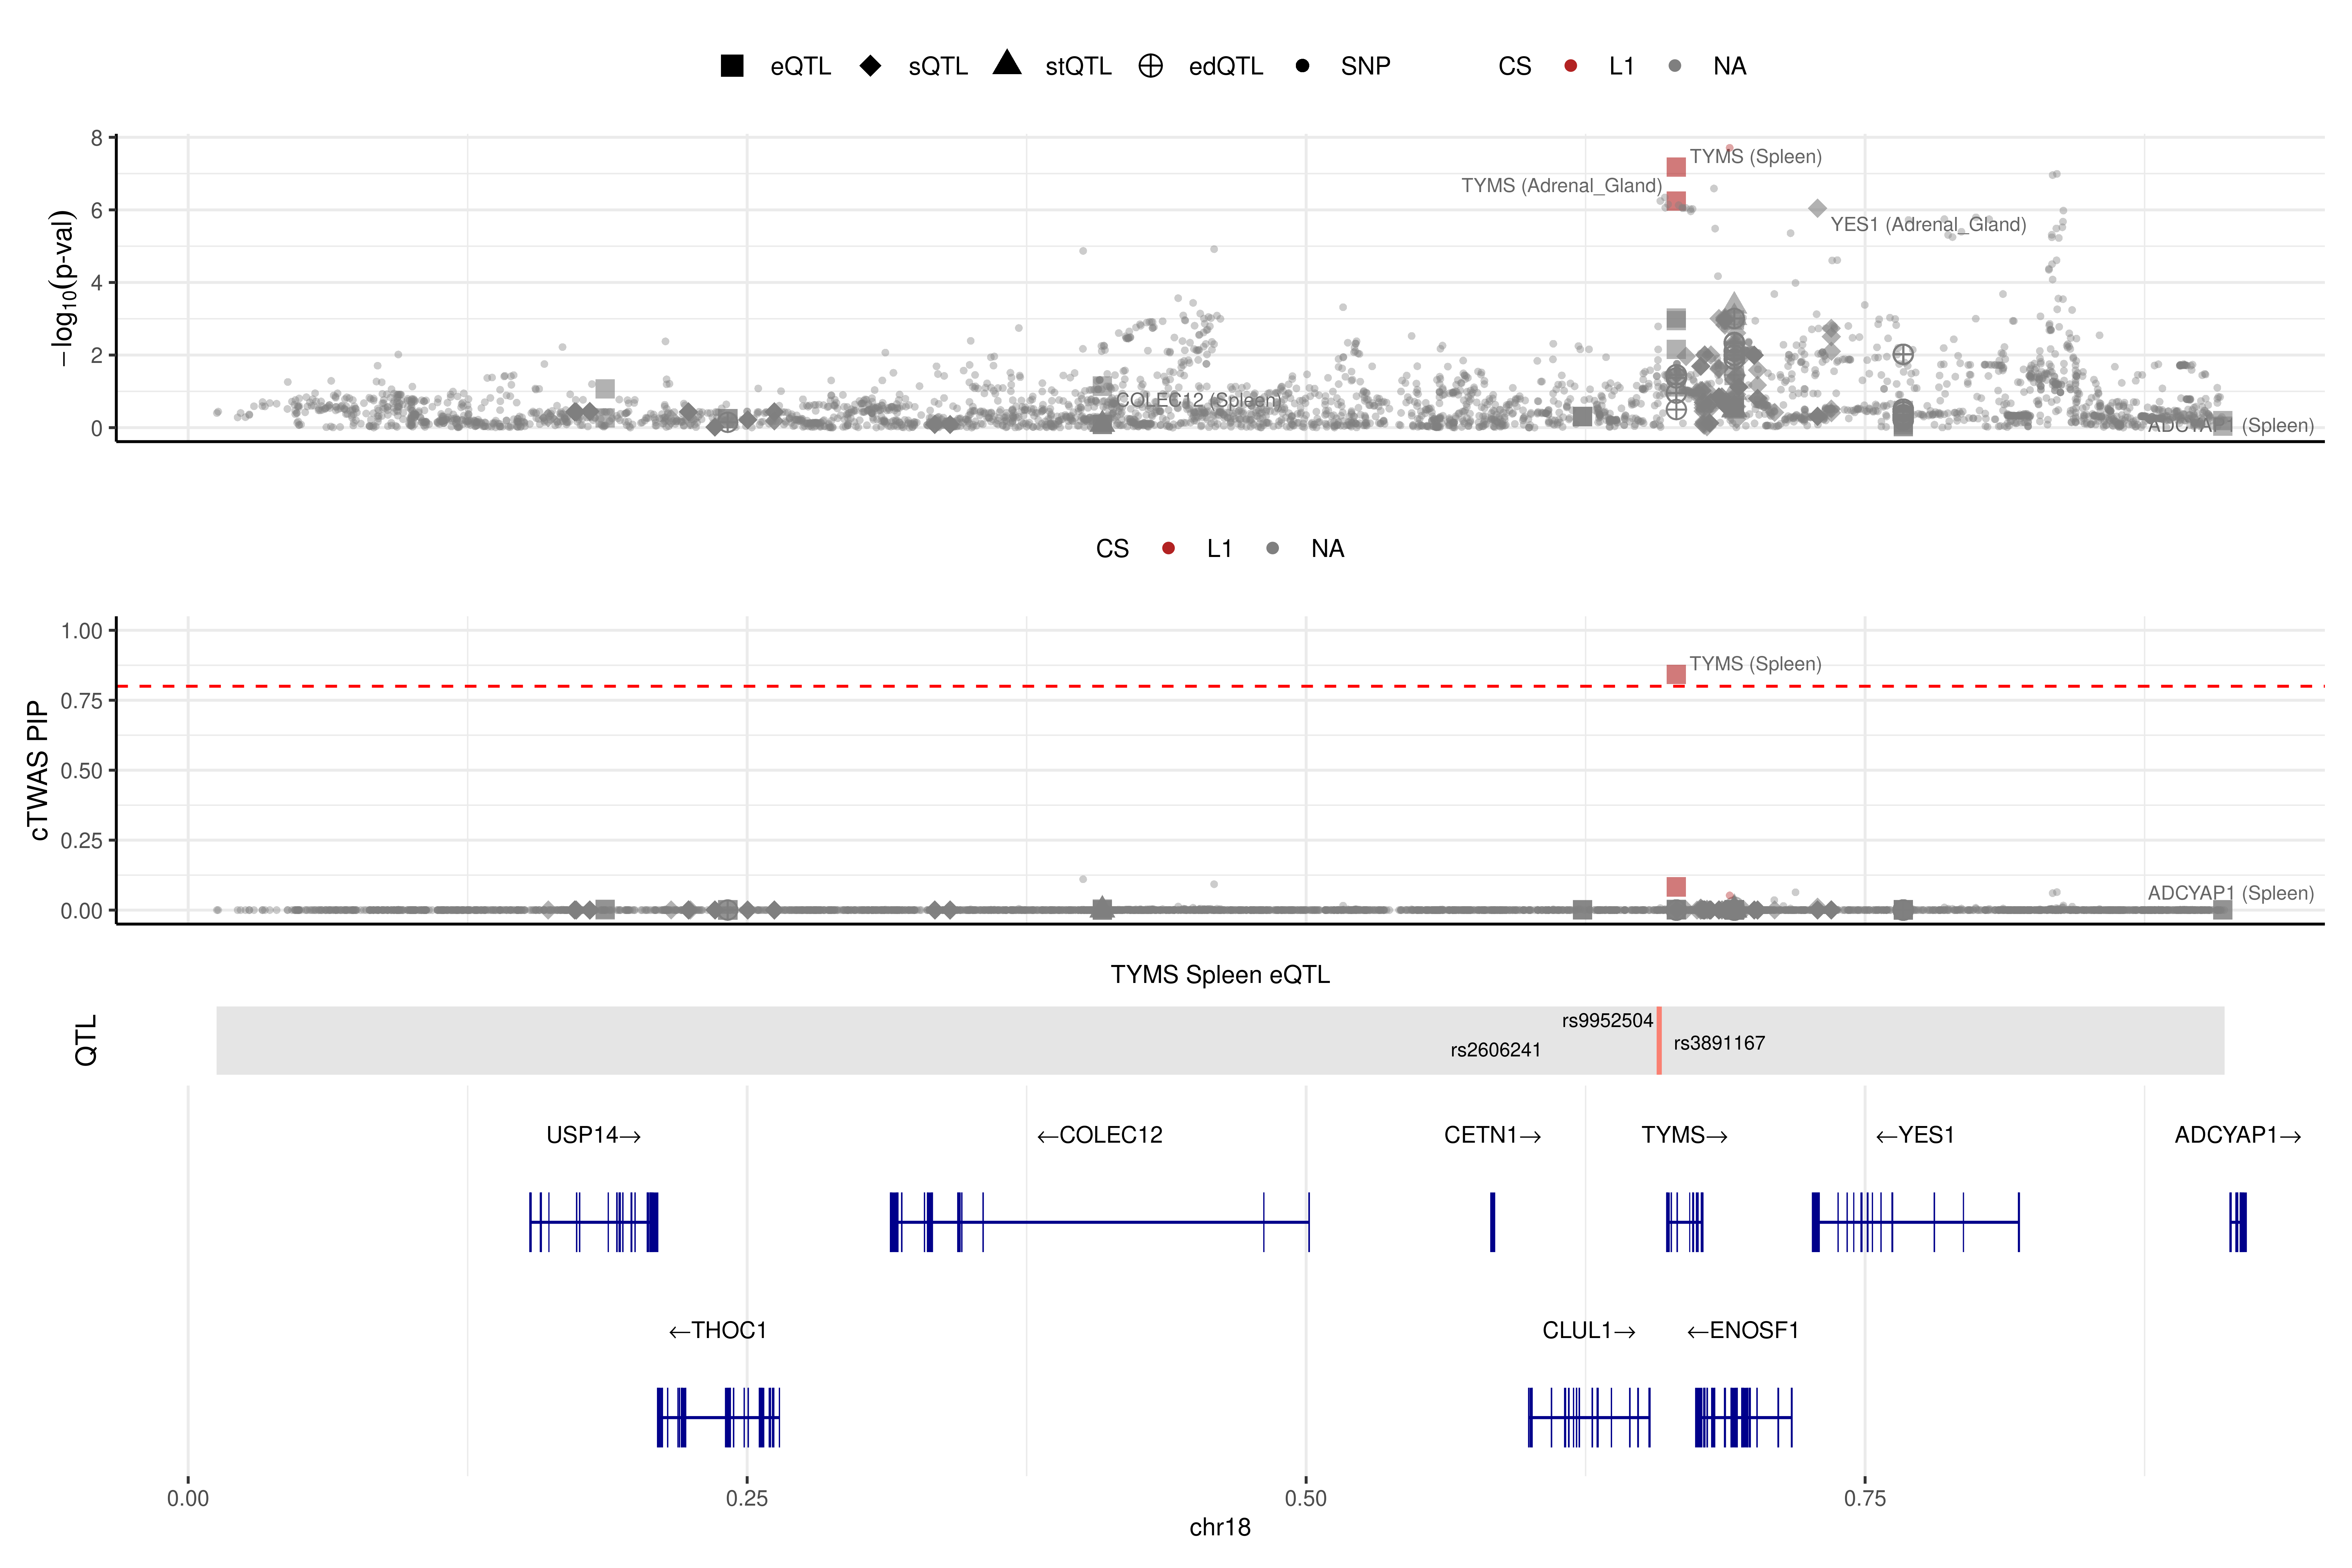 eQTL sQTL stQTL edQTL SNP CS L1 NA
8
6
4
2
0
−log10(p-val)
TYMS (Spleen)
TYMS (Adrenal_Gland)
YES1 (Adrenal_Gland)
COLEC12 (Spleen)
ADCYAP1 (Spleen)
CS L1 NA
1.00
0.75
0.50
0.25
0.00
cTWAS PIP
TYMS (Spleen)
ADCYAP1 (Spleen)
TYMS Spleen eQTL
QTL
rs9952504
rs3891167
rs2606241
USP14→ ←COLEC12 CETN1→ TYMS→ ←YES1 ADCYAP1→
←THOC1 CLUL1→ ←ENOSF1
0.00 0.25 0.50 0.75
chr18